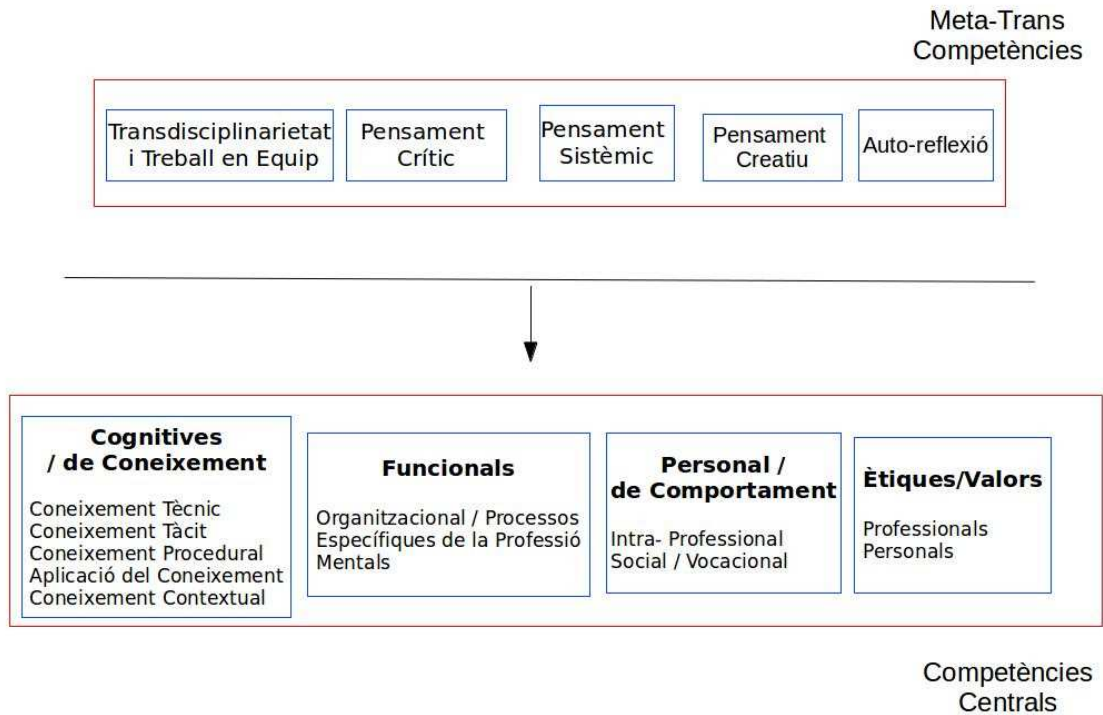 Meta-Trans
Competències
Transdisciplinarietat
i Treball en Equip
Pensament
Crític
Pensament
Sistèmic
Pensament
Creatiu
Auto-reflexió
Cognitives
/ de Coneixement
Coneixement Tècnic
Coneixement Tàcit
Coneixement Procedural
Aplicació del Coneixement
Coneixement Contextual
Funcionals
Organitzacional / Processos
Específiques de la Professió
Mentals
Personal /
de Comportament
Intra- Professional
Social / Vocacional
Ètiques/Valors
Professionals
Personals
Competències
Centrals